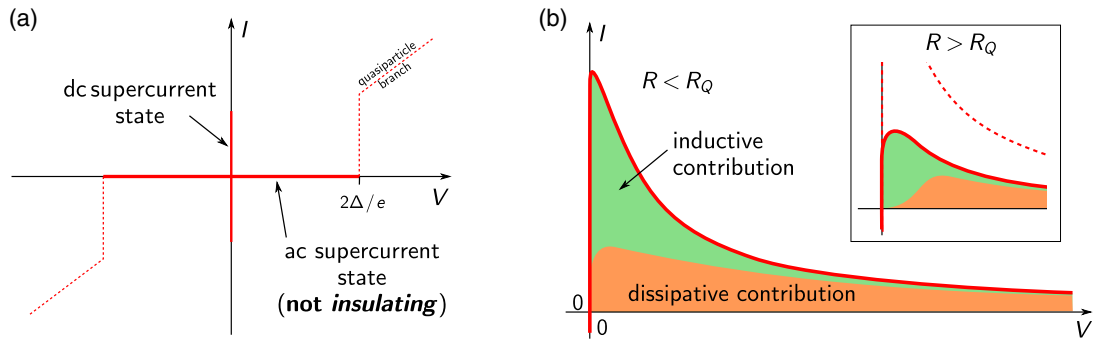 (a)
I
quasiparticle
branch
dc supercurrent
state
V
2Δ/e
ac supercurrent
state
(not insulating)
(b)
I
R < R_Q
inductive
contribution
dissipative contribution
0
0
V
R > R_Q